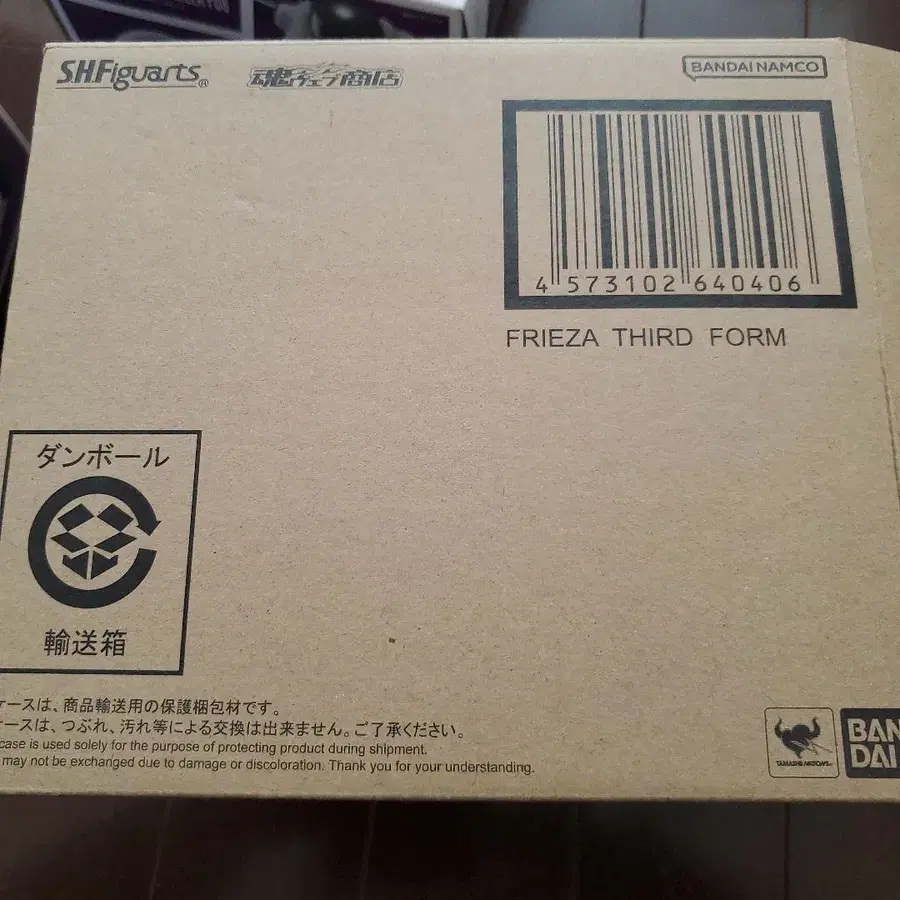 S.H.Figuarts®
魂ウェブ商店
BANDAI NAMCO
4 573102 640406
FRIEZA THIRD FORM
ダンボール
輸送箱
ケースは、商品輸送用の保護梱包材です。
ケースは、つぶれ、汚れ等による交換は出来ません。ご了承ください。
case is used solely for the purpose of protecting product during shipment.
may not be exchanged due to damage or discoloration. Thank you for your understanding.
TAMASHII NATIONS
BAN
DAI